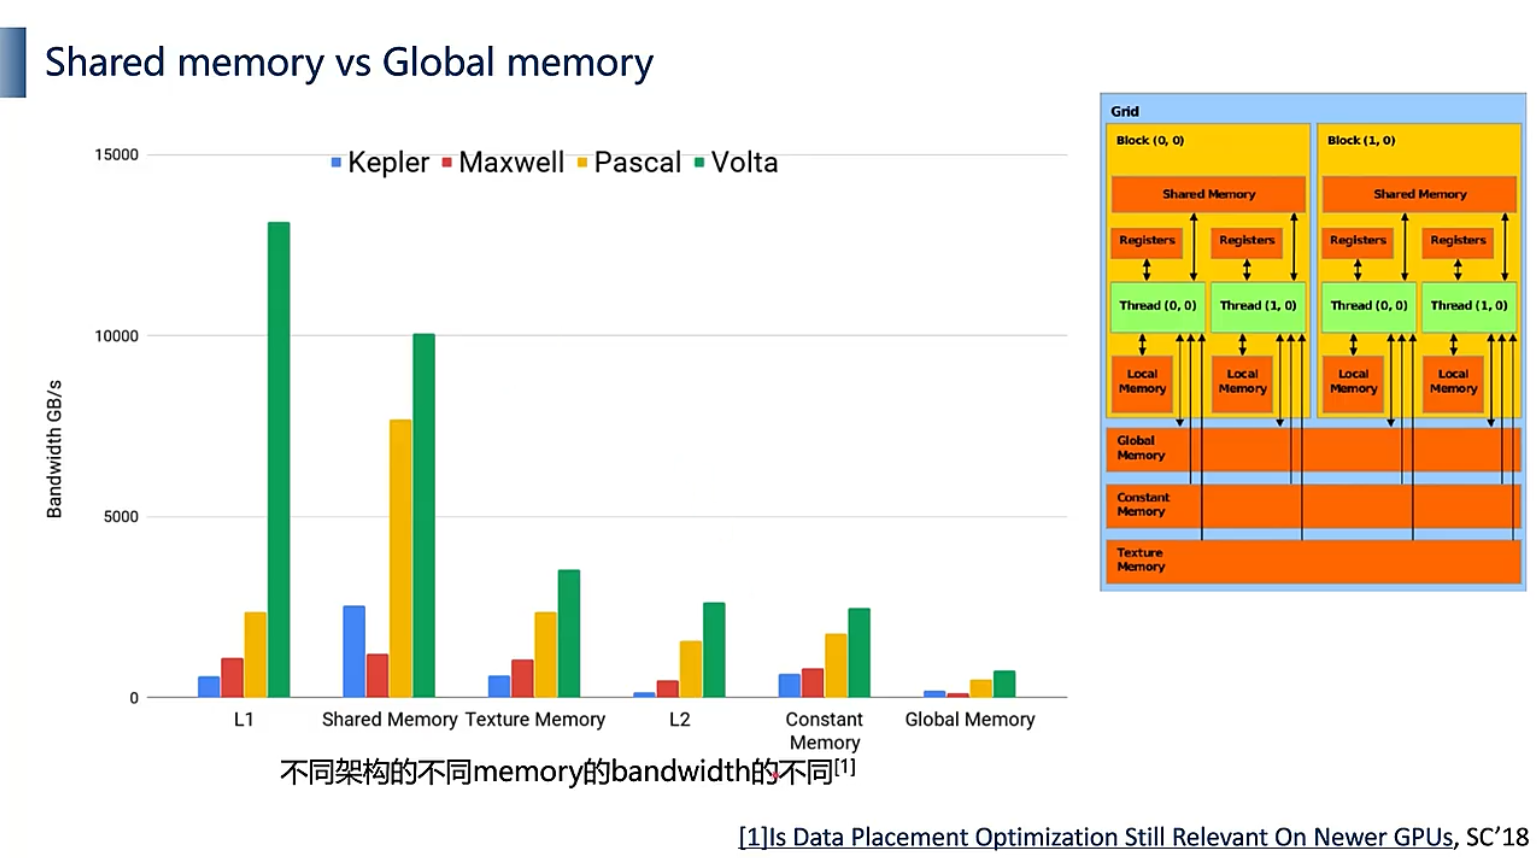 Shared memory vs Global memory
15000
Kepler Maxwell Pascal Volta
10000
5000
0
Bandwidth GB/s
L1
Shared Memory
Texture Memory
L2
Constant
Memory
Global Memory
不同架构的不同memory的bandwidth的不同[1]
Grid
Block (0, 0)
Shared Memory
Registers
Registers
Thread (0, 0)
Thread (1, 0)
Local
Memory
Local
Memory
Block (1, 0)
Shared Memory
Registers
Registers
Thread (0, 0)
Thread (1, 0)
Local
Memory
Local
Memory
Global
Memory
Constant
Memory
Texture
Memory
[1]Is Data Placement Optimization Still Relevant On Newer GPUs, SC’18